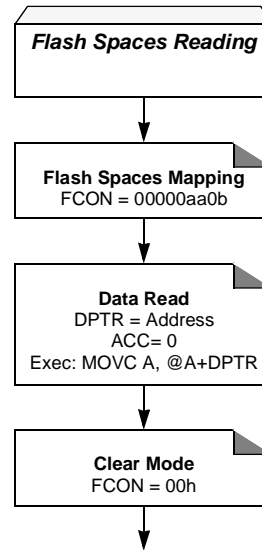 Flash Spaces Reading
Flash Spaces Mapping
FCON = 00000aa0b
Data Read
DPTR = Address
ACC= 0
Exec: MOVC A, @A+DPTR
Clear Mode
FCON = 00h